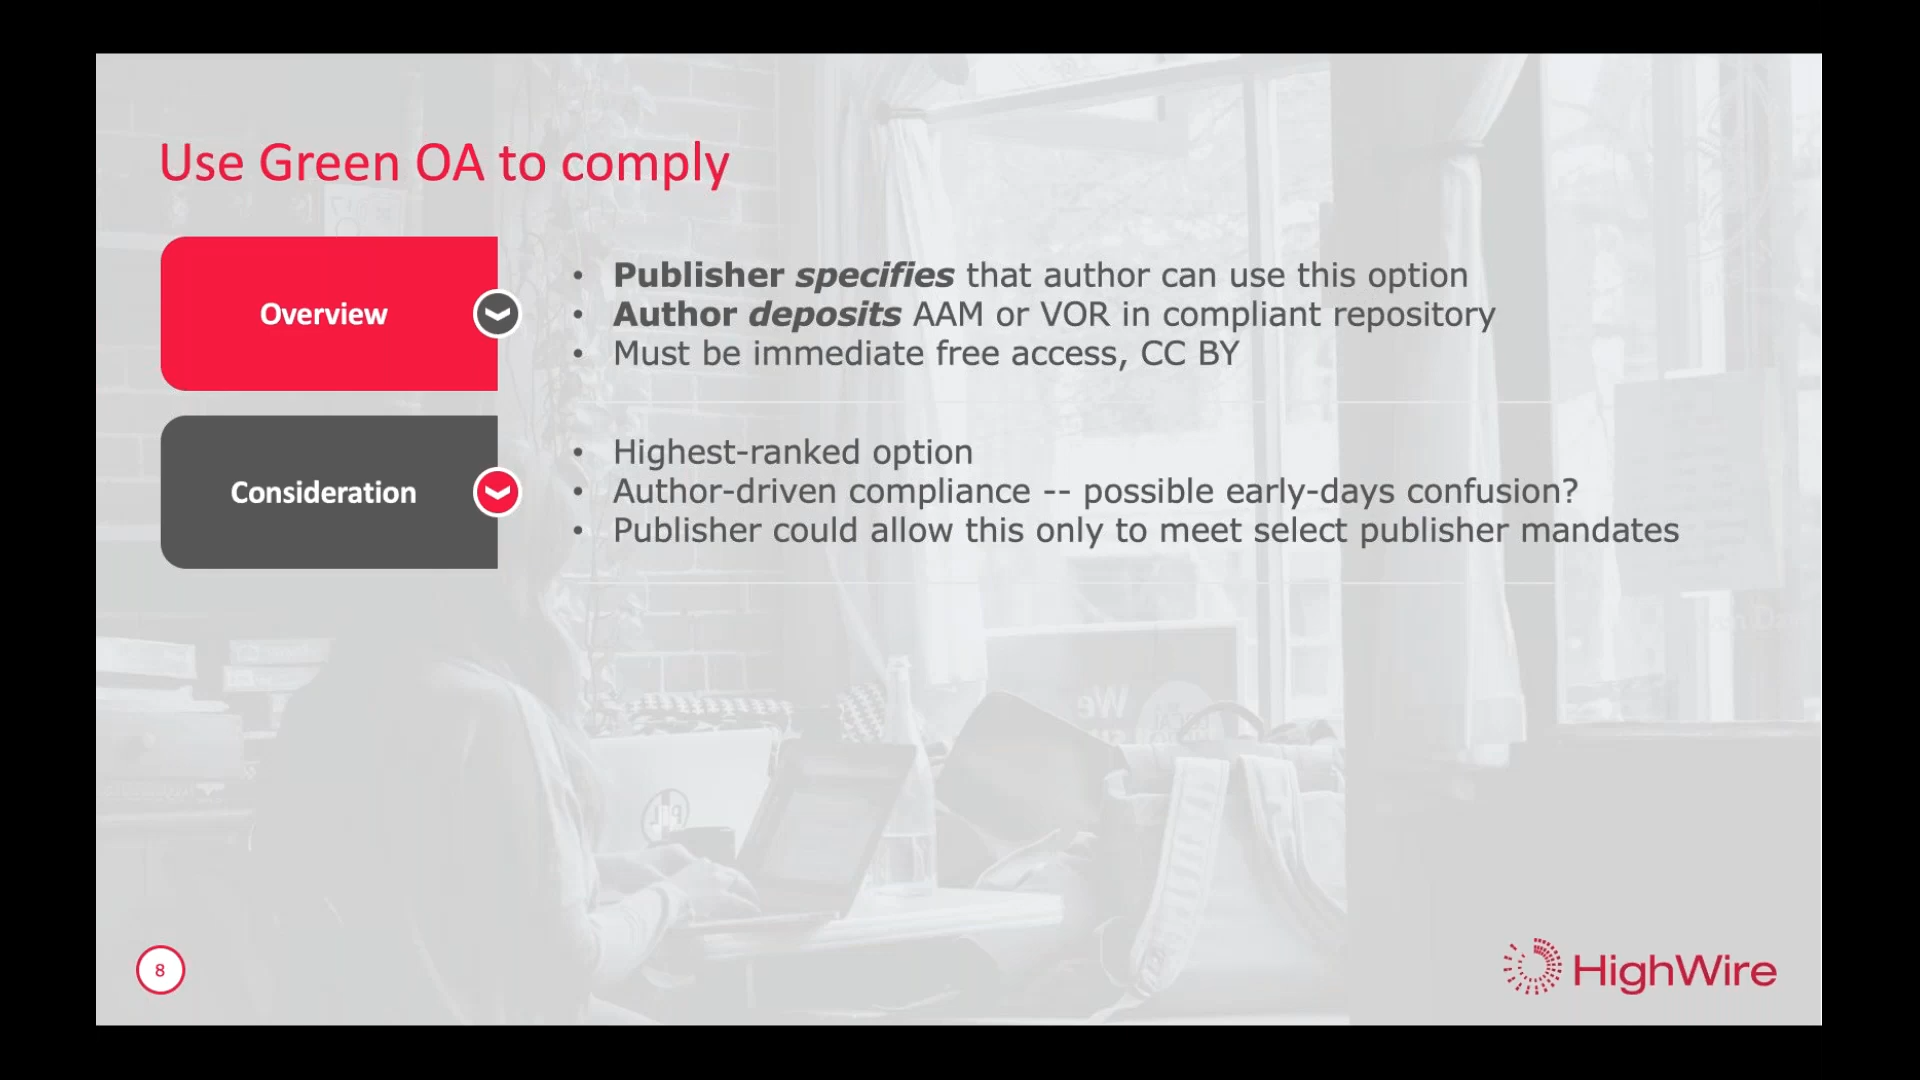 Use Green OA to comply
Overview
• Publisher specifies that author can use this option
• Author deposits AAM or VOR in compliant repository
• Must be immediate free access, CC BY
Consideration
• Highest-ranked option
• Author-driven compliance -- possible early-days confusion?
• Publisher could allow this only to meet select publisher mandates
We
8
HighWire